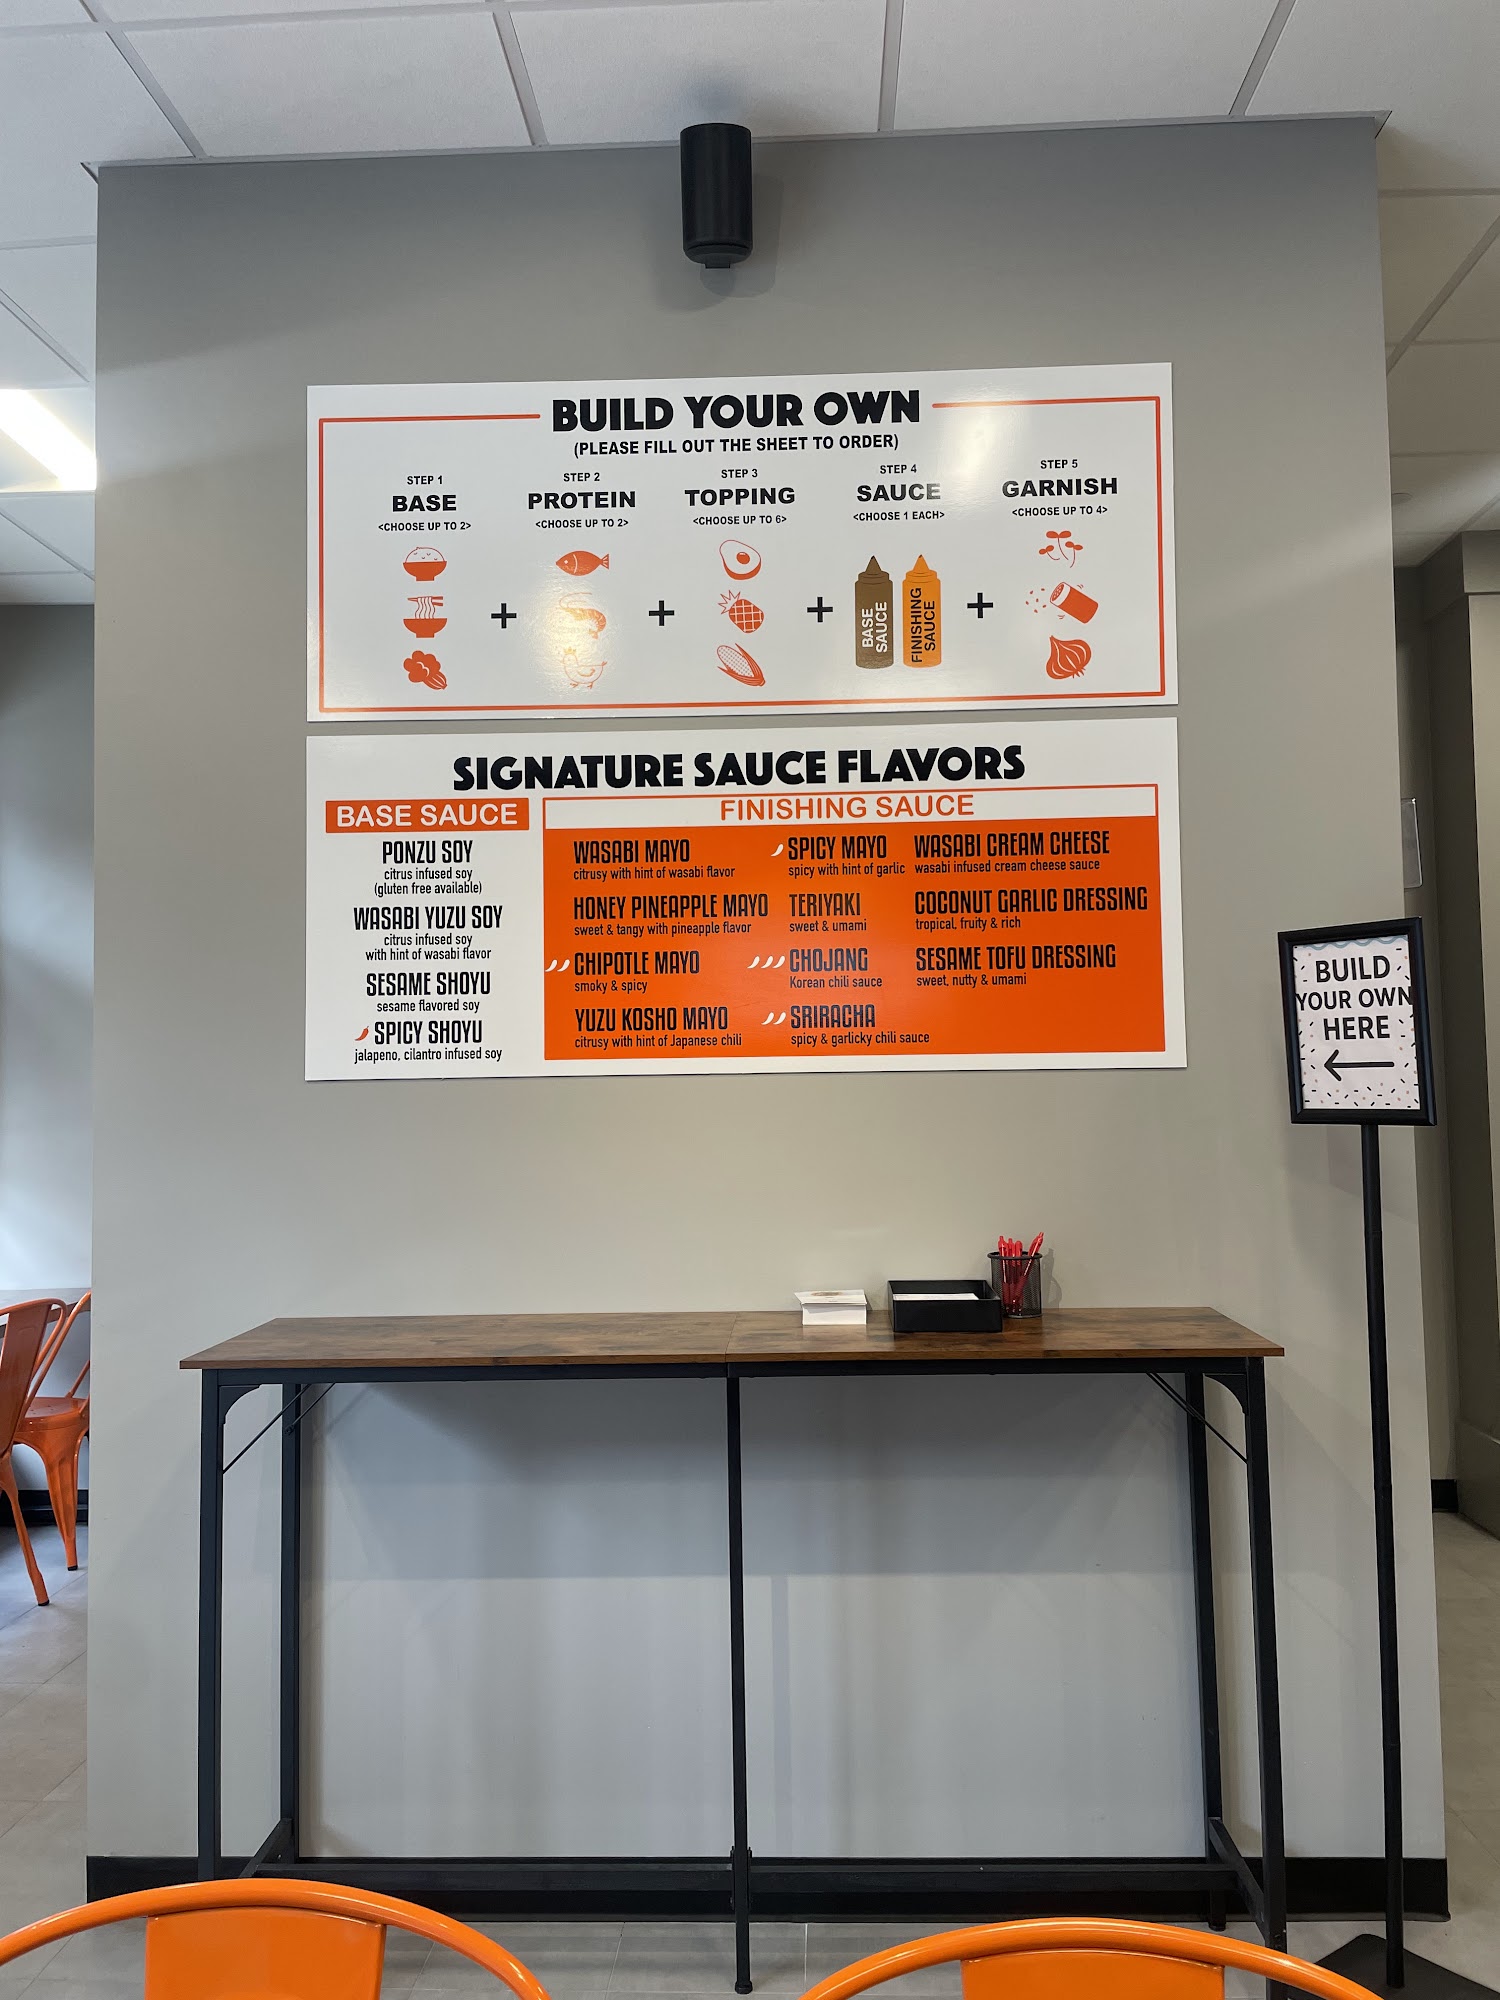 BUILD YOUR OWN
(PLEASE FILL OUT THE SHEET TO ORDER)
STEP 1
BASE
<CHOOSE UP TO 2>
STEP 2
PROTEIN
<CHOOSE UP TO 2>
STEP 3
TOPPING
<CHOOSE UP TO 6>
STEP 4
SAUCE
<CHOOSE 1 EACH>
STEP 5
GARNISH
<CHOOSE UP TO 4>
+
+
+
+
BASE
SAUCE
FINISHING
SAUCE
SIGNATURE SAUCE FLAVORS
BASE SAUCE
PONZU SOY
citrus infused soy
(gluten free available)
WASABI YUZU SOY
citrus infused soy
with hint of wasabi flavor
SESAME SHOYU
sesame flavored soy
SPICY SHOYU
jalapeno, cilantro infused soy
FINISHING SAUCE
WASABI MAYO
citrusy with hint of wasabi flavor
HONEY PINEAPPLE MAYO
sweet & tangy with pineapple flavor
CHIPOTLE MAYO
smoky & spicy
YUZU KOSHO MAYO
citrusy with hint of Japanese chili
SPICY MAYO
spicy with hint of garlic
TERIYAKI
sweet & umami
CHOJANG
Korean chili sauce
SRIRACHA
spicy & garlicky chili sauce
WASABI CREAM CHEESE
wasabi infused cream cheese sauce
COCONUT GARLIC DRESSING
tropical, fruity & rich
SESAME TOFU DRESSING
sweet, nutty & umami
BUILD
YOUR OWN
HERE